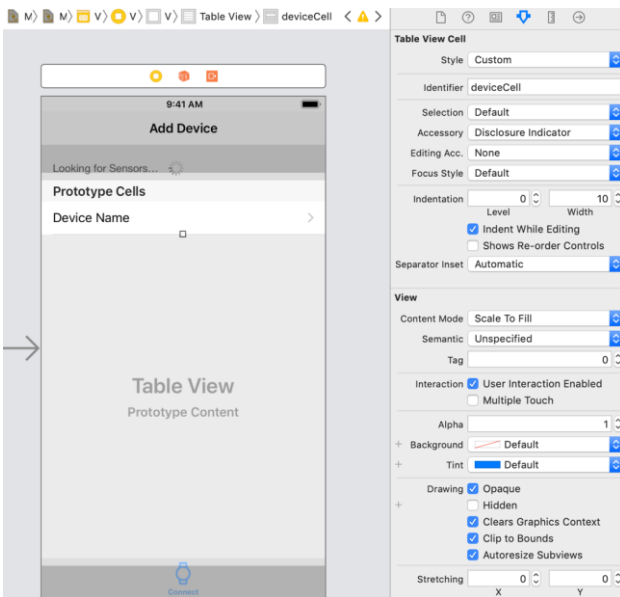 M V V V Table View deviceCell
9:41 AM
Add Device
Looking for Sensors...
Prototype Cells
Device Name
Table View
Prototype Content
Connect
Table View Cell
Style Custom
Identifier deviceCell
Selection Default
Accessory Disclosure Indicator
Editing Acc. None
Focus Style Default
Indentation 0 10
Level Width
Indent While Editing
Shows Re-order Controls
Separator Inset Automatic
View
Content Mode Scale To Fill
Semantic Unspecified
Tag 0
Interaction User Interaction Enabled
Multiple Touch
Alpha 1
+ Background Default
+ Tint Default
Drawing Opaque
+ Hidden
Clears Graphics Context
Clip to Bounds
Autoresize Subviews
Stretching 0 0
X Y